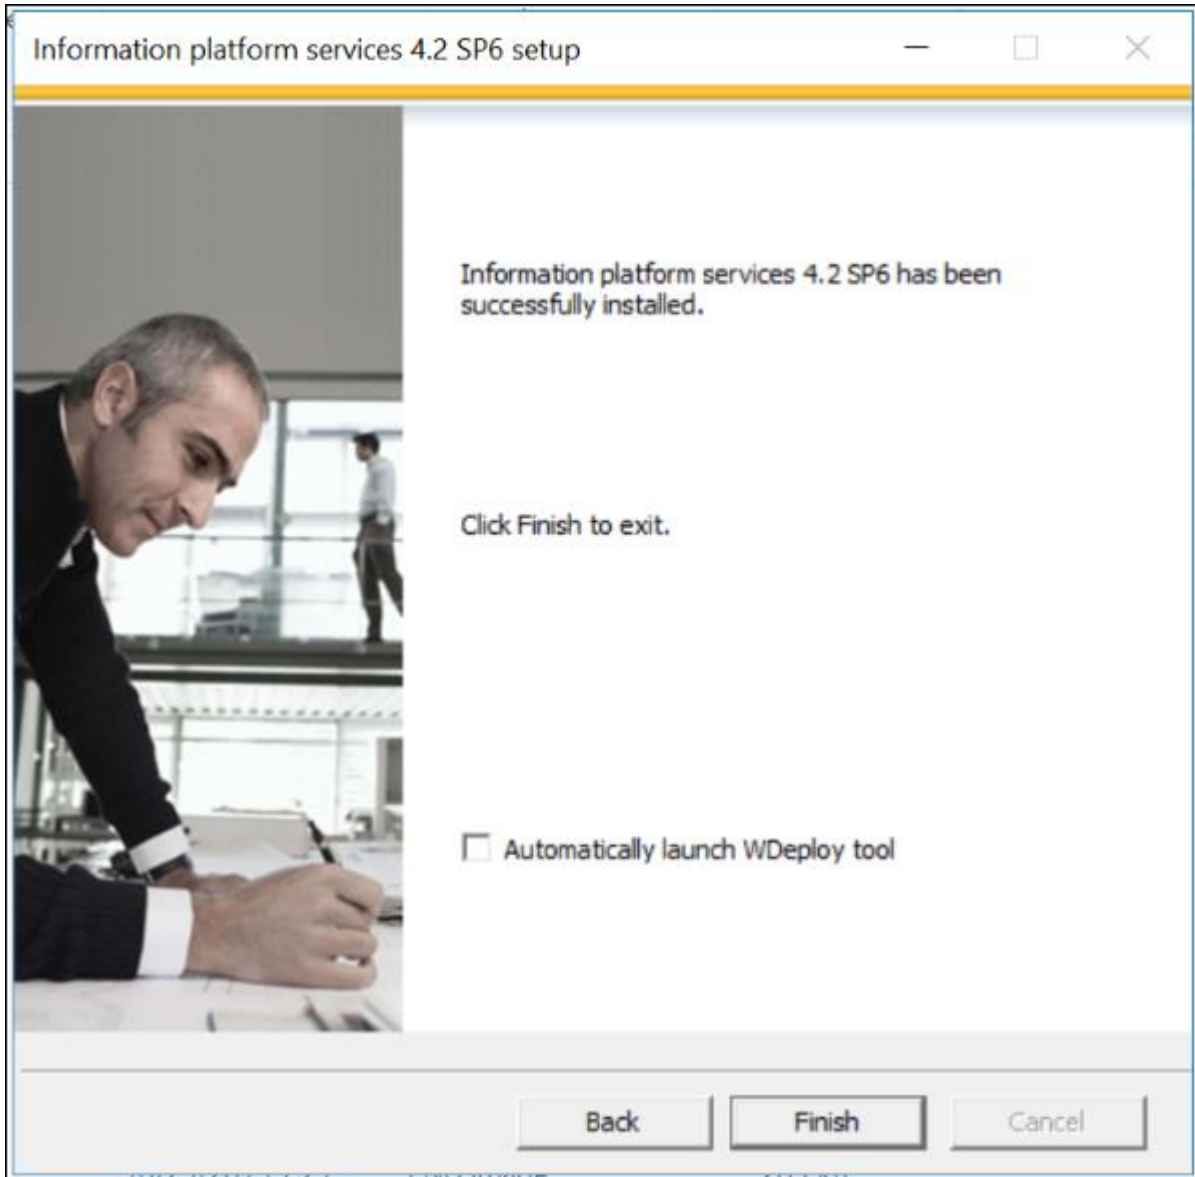 Information platform services 4.2 SP6 setup
Information platform services 4.2 SP6 has been
successfully installed.
Click Finish to exit.
Automatically launch WDeploy tool
Back
Finish
Cancel